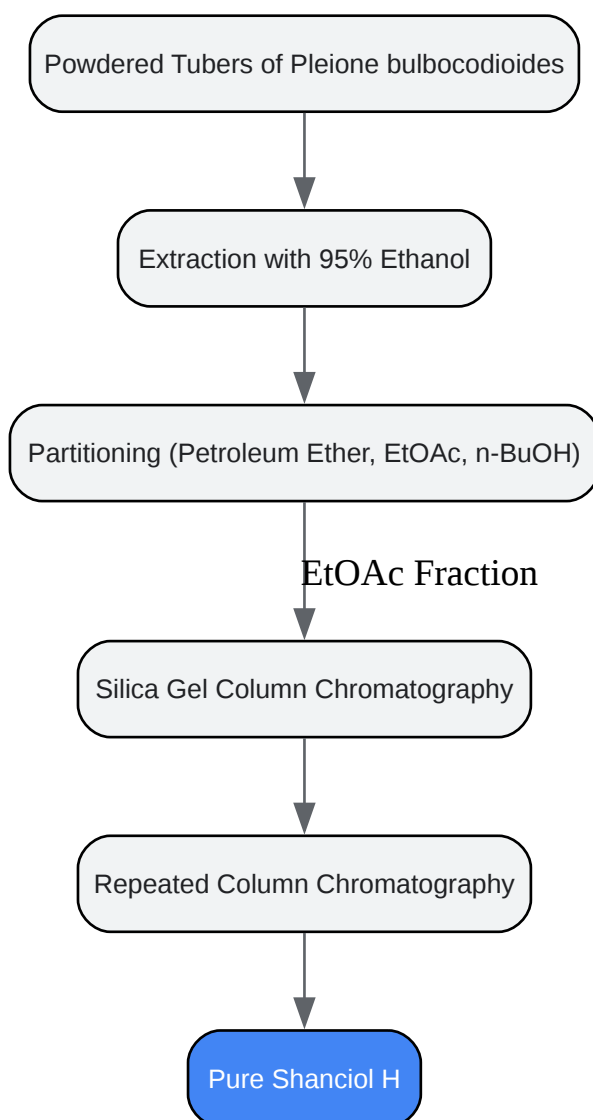 Powdered Tubers of Pleione bulbocodioides
Extraction with 95% Ethanol
Partitioning (Petroleum Ether, EtOAc, n-BuOH)
EtOAc Fraction
Silica Gel Column Chromatography
Repeated Column Chromatography
Pure Shanciol H